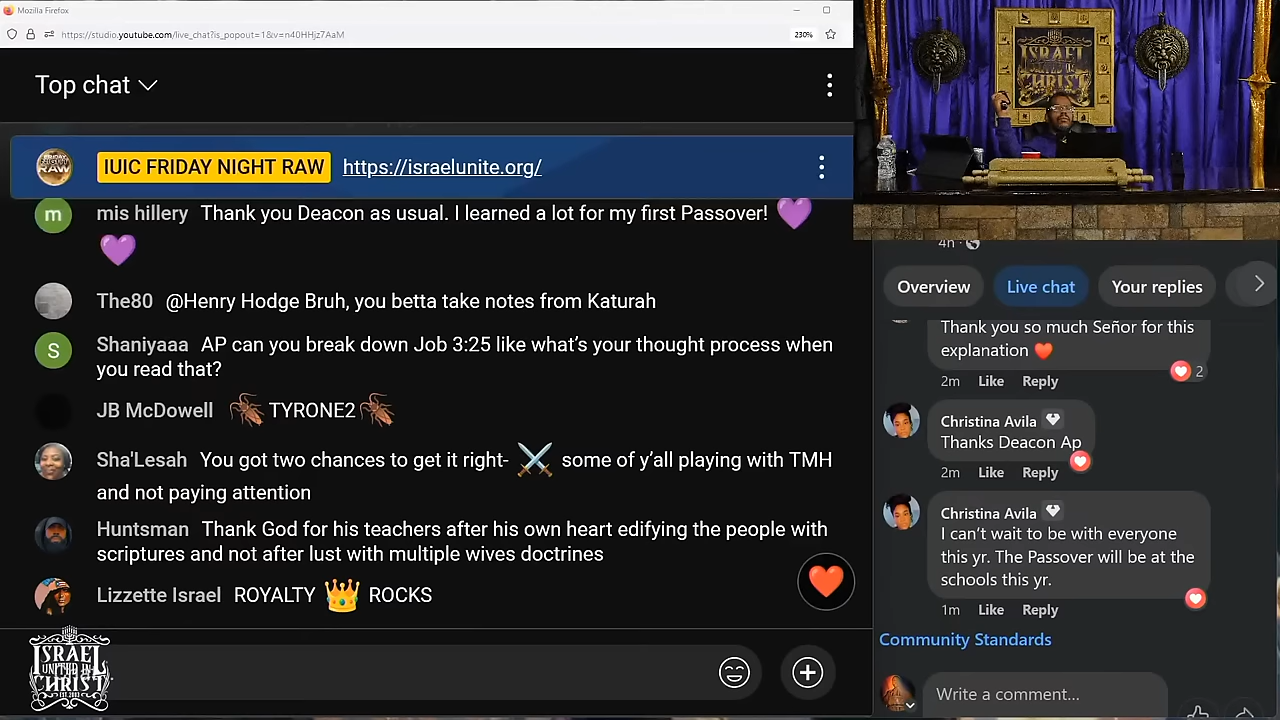 Mozilla Firefox
https://studio.youtube.com/live_chat?is_popout=1&v=n40HHjz7AaM
230%
Top chat
IUIC FRIDAY NIGHT RAW https://israelunite.org/
mis hillery Thank you Deacon as usual. I learned a lot for my first Passover! 💜
💜
The80 @Henry Hodge Bruh, you betta take notes from Katurah
Shaniyaaa AP can you break down Job 3:25 like what's your thought process when
you read that?
JB McDowell 🪳TYRONE2🪳
Sha'Lesah You got two chances to get it right- ⚔️ some of y'all playing with TMH
and not paying attention
Huntsman Thank God for his teachers after his own heart edifying the people with
scriptures and not after lust with multiple wives doctrines
Lizzette Israel ROYALTY 👑 ROCKS
ISRAEL
UNITED IN
CHRIST
ISRAEL
UNITED IN
CHRIST
4h
Overview Live chat Your replies
Thank you so much Señor for this
explanation ❤️
2m Like Reply 2
Christina Avila
Thanks Deacon Ap
2m Like Reply
Christina Avila
I can't wait to be with everyone
this yr. The Passover will be at the
schools this yr.
1m Like Reply
Community Standards
Write a comment…